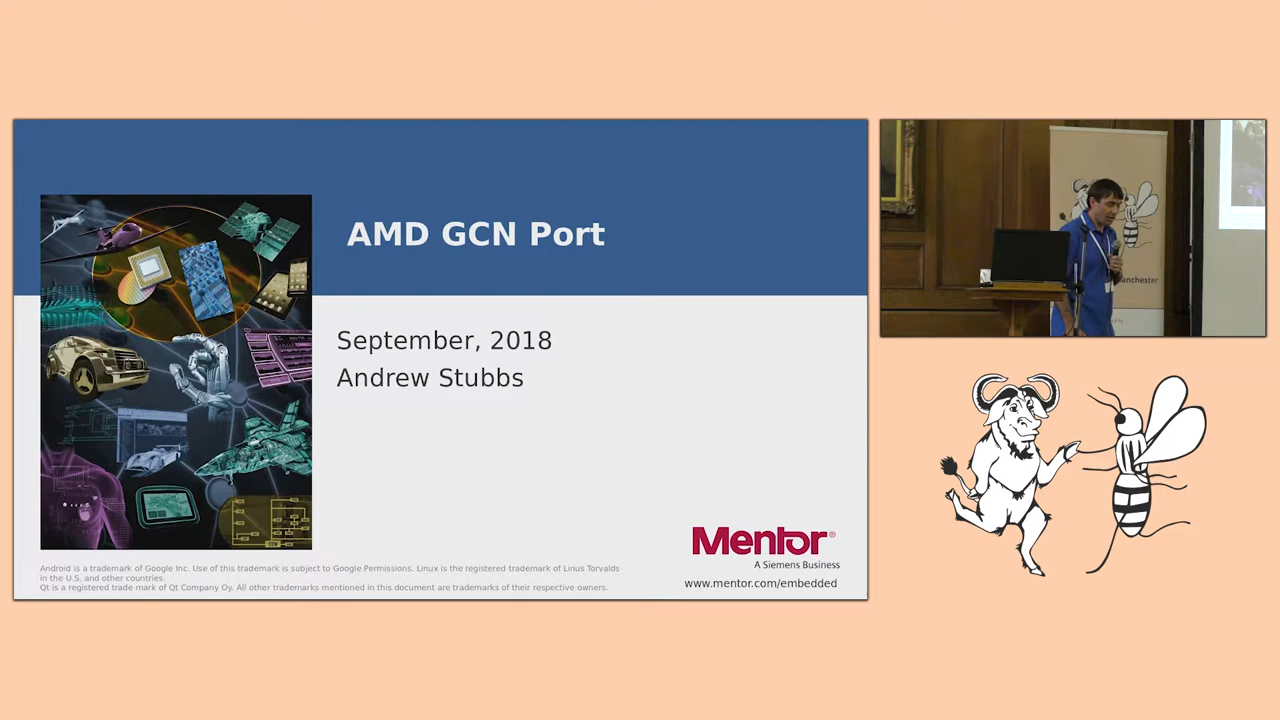 AMD GCN Port
September, 2018
Andrew Stubbs
Mentor®
A Siemens Business
www.mentor.com/embedded
Android is a trademark of Google Inc. Use of this trademark is subject to Google Permissions. Linux is the registered trademark of Linus Torvalds
in the U.S. and other countries.
Qt is a registered trade mark of Qt Company Oy. All other trademarks mentioned in this document are trademarks of their respective owners.